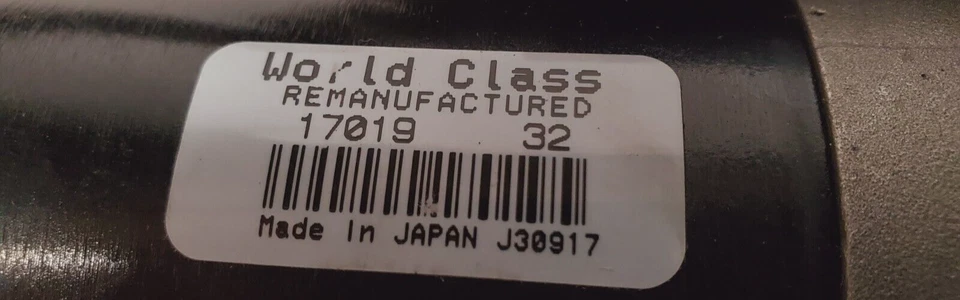 World Class
REMANUFACTURED
17019 32
Made In JAPAN J30917